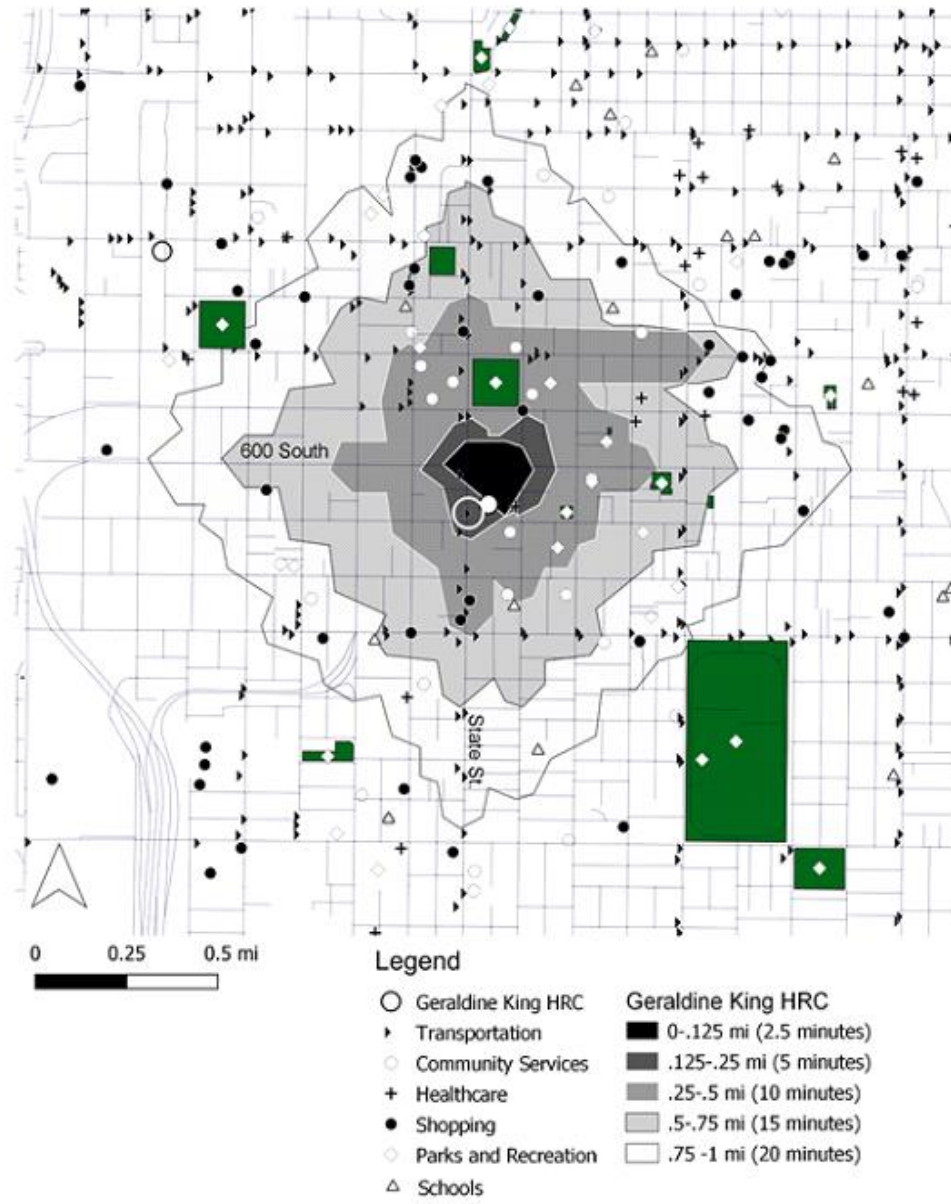 600 South
State St.
0 0.25 0.5 mi
Legend
Geraldine King HRC
Transportation
Community Services
Healthcare
Shopping
Parks and Recreation
Schools
Geraldine King HRC
0-.125 mi (2.5 minutes)
.125-.25 mi (5 minutes)
.25-.5 mi (10 minutes)
.5-.75 mi (15 minutes)
.75 -1 mi (20 minutes)